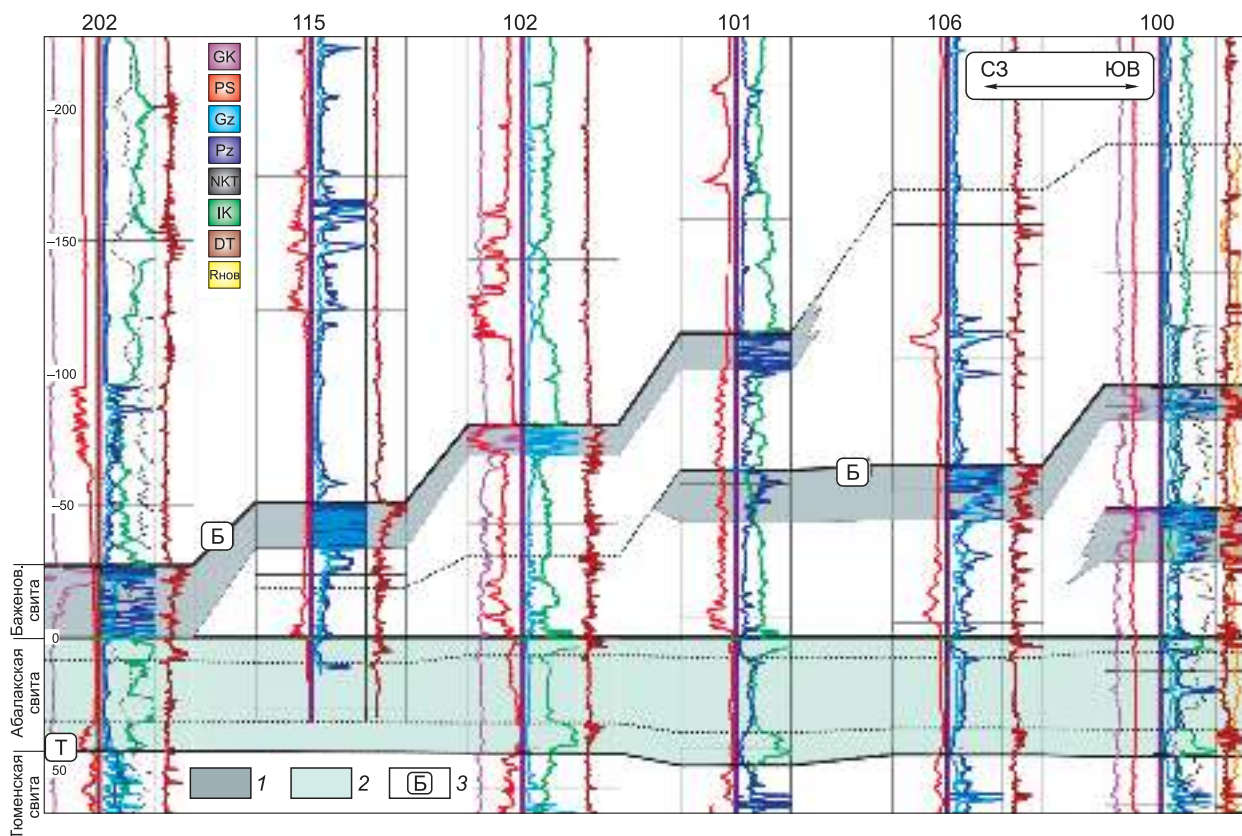 202 115 102 101 106 100
GK
PS
Gz
Pz
NKT
IK
DT
Rнов
СЗ ЮВ
–200
–150
–100
–50
0
50
Б
Б
Т
Баженов.
свита
Абалакская
свита
Тюменская
свита
1 2 Б 3